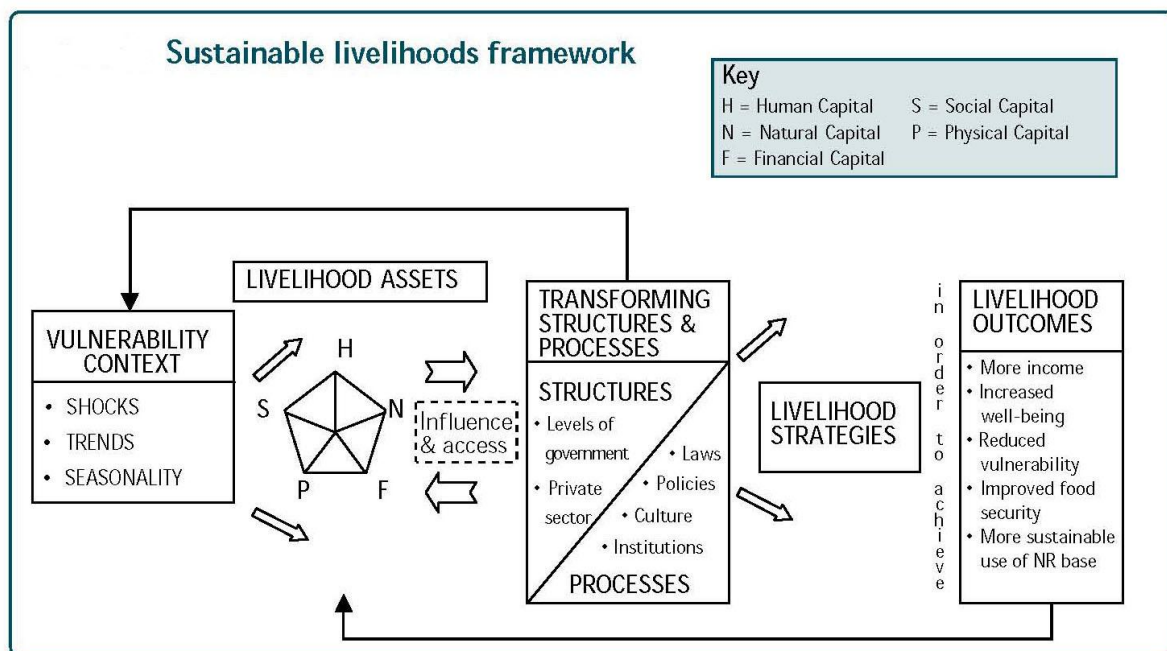 Sustainable livelihoods framework
Key
H = Human Capital S = Social Capital
N = Natural Capital P = Physical Capital
F = Financial Capital
LIVELIHOOD ASSETS
VULNERABILITY
CONTEXT
• SHOCKS
• TRENDS
• SEASONALITY
H
S
N
P
F
Influence
& access
TRANSFORMING
STRUCTURES &
PROCESSES
STRUCTURES
• Levels of
government
• Private
sector
• Laws
• Policies
• Culture
• Institutions
PROCESSES
LIVELIHOOD
STRATEGIES
in order to achieve
LIVELIHOOD
OUTCOMES
• More income
• Increased
well-being
• Reduced
vulnerability
• Improved food
security
• More sustainable
use of NR base